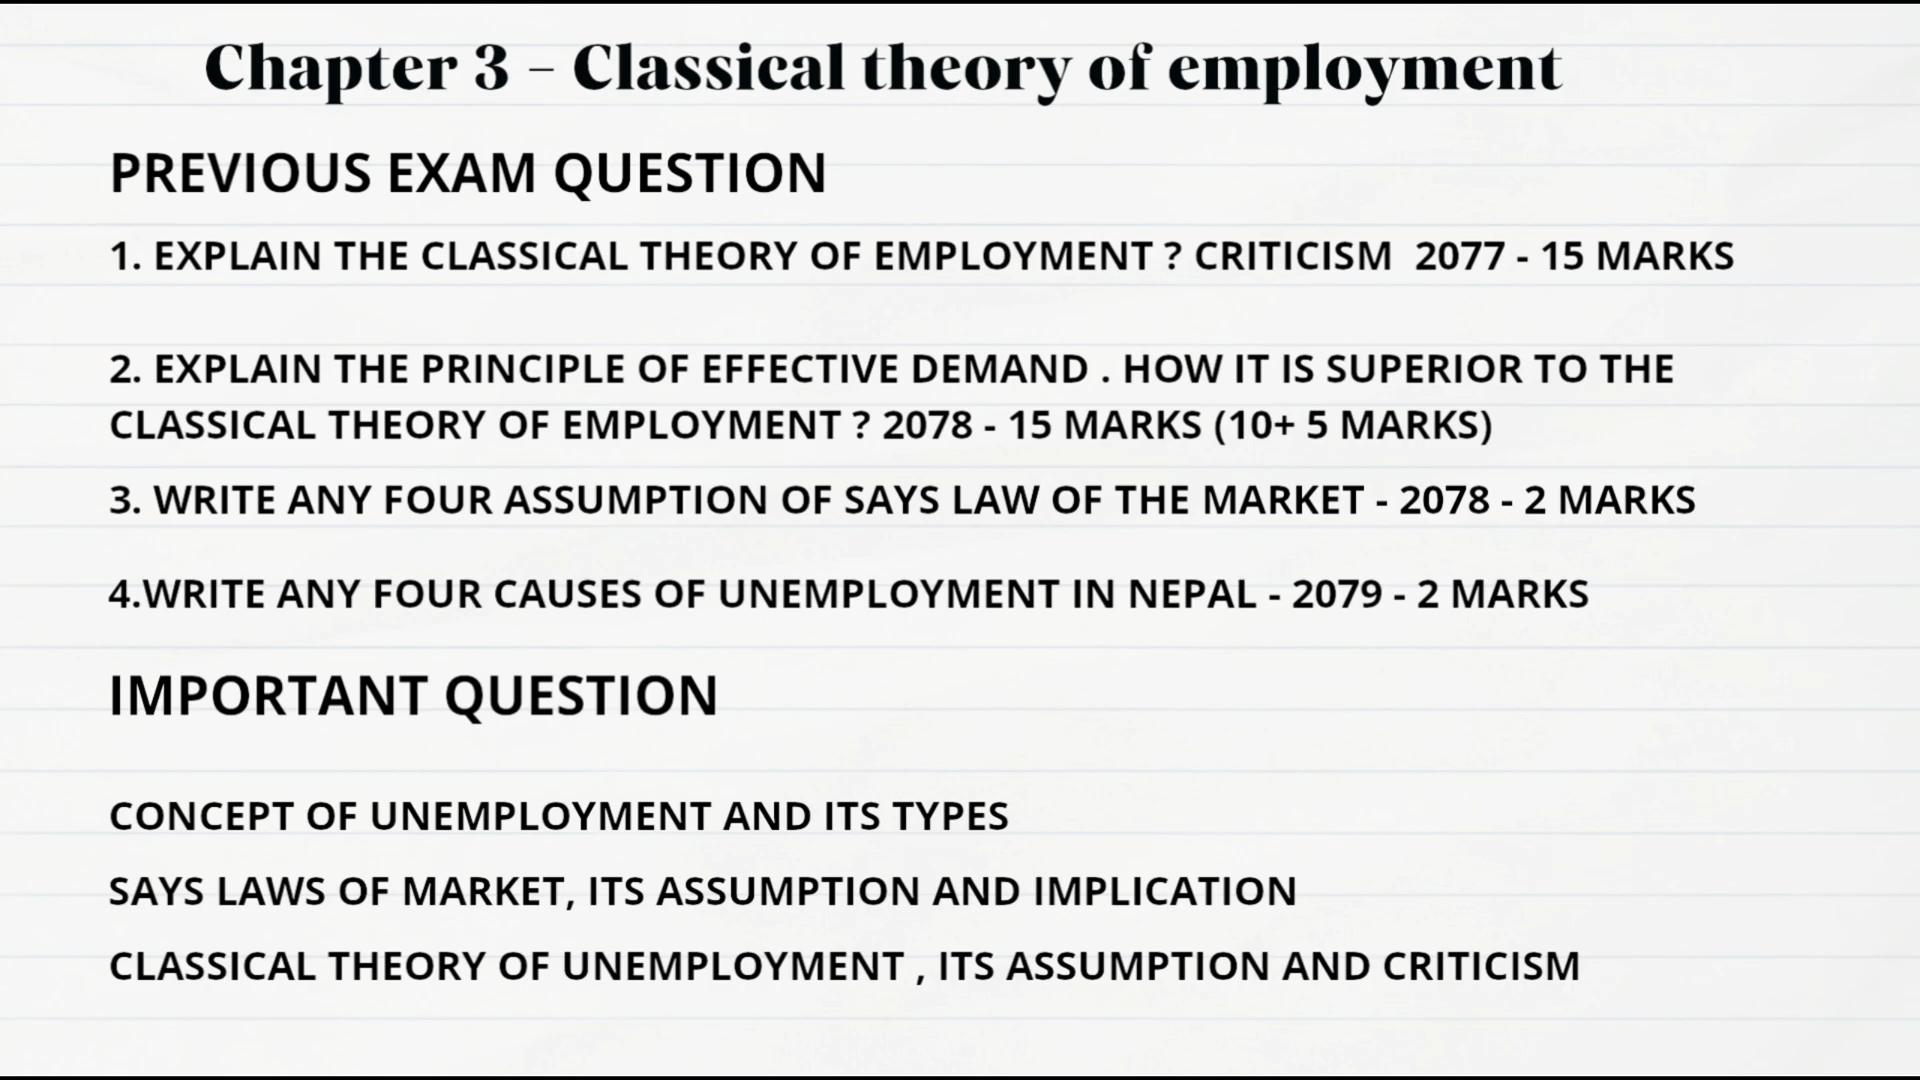 Chapter 3 – Classical theory of employment
PREVIOUS EXAM QUESTION
1. EXPLAIN THE CLASSICAL THEORY OF EMPLOYMENT ? CRITICISM  2077 - 15 MARKS
2. EXPLAIN THE PRINCIPLE OF EFFECTIVE DEMAND . HOW IT IS SUPERIOR TO THE
CLASSICAL THEORY OF EMPLOYMENT ? 2078 - 15 MARKS (10+ 5 MARKS)
3. WRITE ANY FOUR ASSUMPTION OF SAYS LAW OF THE MARKET - 2078 - 2 MARKS
4.WRITE ANY FOUR CAUSES OF UNEMPLOYMENT IN NEPAL - 2079 - 2 MARKS
IMPORTANT QUESTION
CONCEPT OF UNEMPLOYMENT AND ITS TYPES
SAYS LAWS OF MARKET, ITS ASSUMPTION AND IMPLICATION
CLASSICAL THEORY OF UNEMPLOYMENT , ITS ASSUMPTION AND CRITICISM